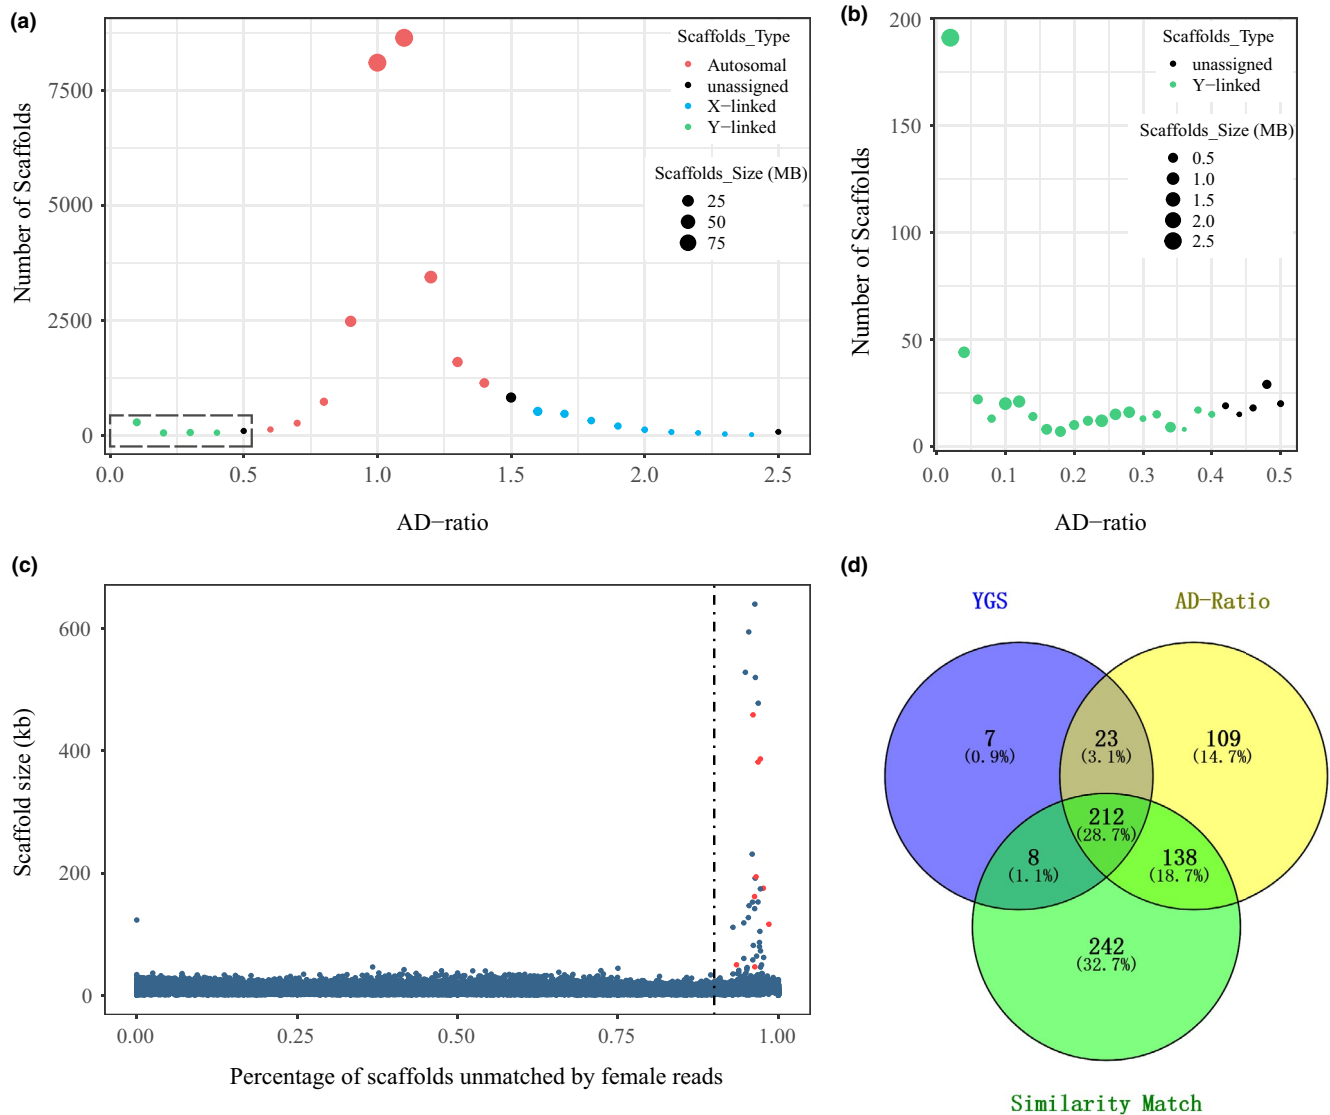 (a)
Number of Scaffolds
7500
5000
2500
0
0.0 0.5 1.0 1.5 2.0 2.5
AD−ratio
Scaffolds_Type
Autosomal
unassigned
X−linked
Y−linked
Scaffolds_Size (MB)
25
50
75
(b)
Number of Scaffolds
200
150
100
50
0
0.0 0.1 0.2 0.3 0.4 0.5
AD−ratio
Scaffolds_Type
unassigned
Y−linked
Scaffolds_Size (MB)
0.5
1.0
1.5
2.0
2.5
(c)
Scaffold size (kb)
600
400
200
0
0.00 0.25 0.50 0.75 1.00
Percentage of scaffolds unmatched by female reads
(d)
YGS
AD-Ratio
7
(0.9%)
23
(3.1%)
109
(14.7%)
212
(28.7%)
8
(1.1%)
138
(18.7%)
242
(32.7%)
Similarity Match